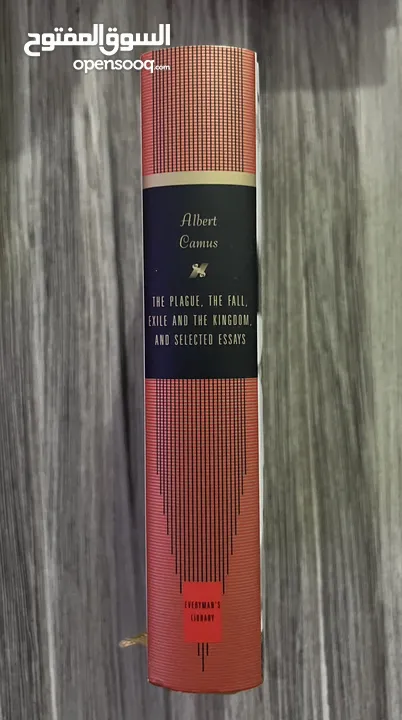 السوق المفتوح
opensooq.com
Albert
Camus
THE PLAGUE, THE FALL,
EXILE AND THE KINGDOM,
AND SELECTED ESSAYS
EVERYMAN'S
LIBRARY